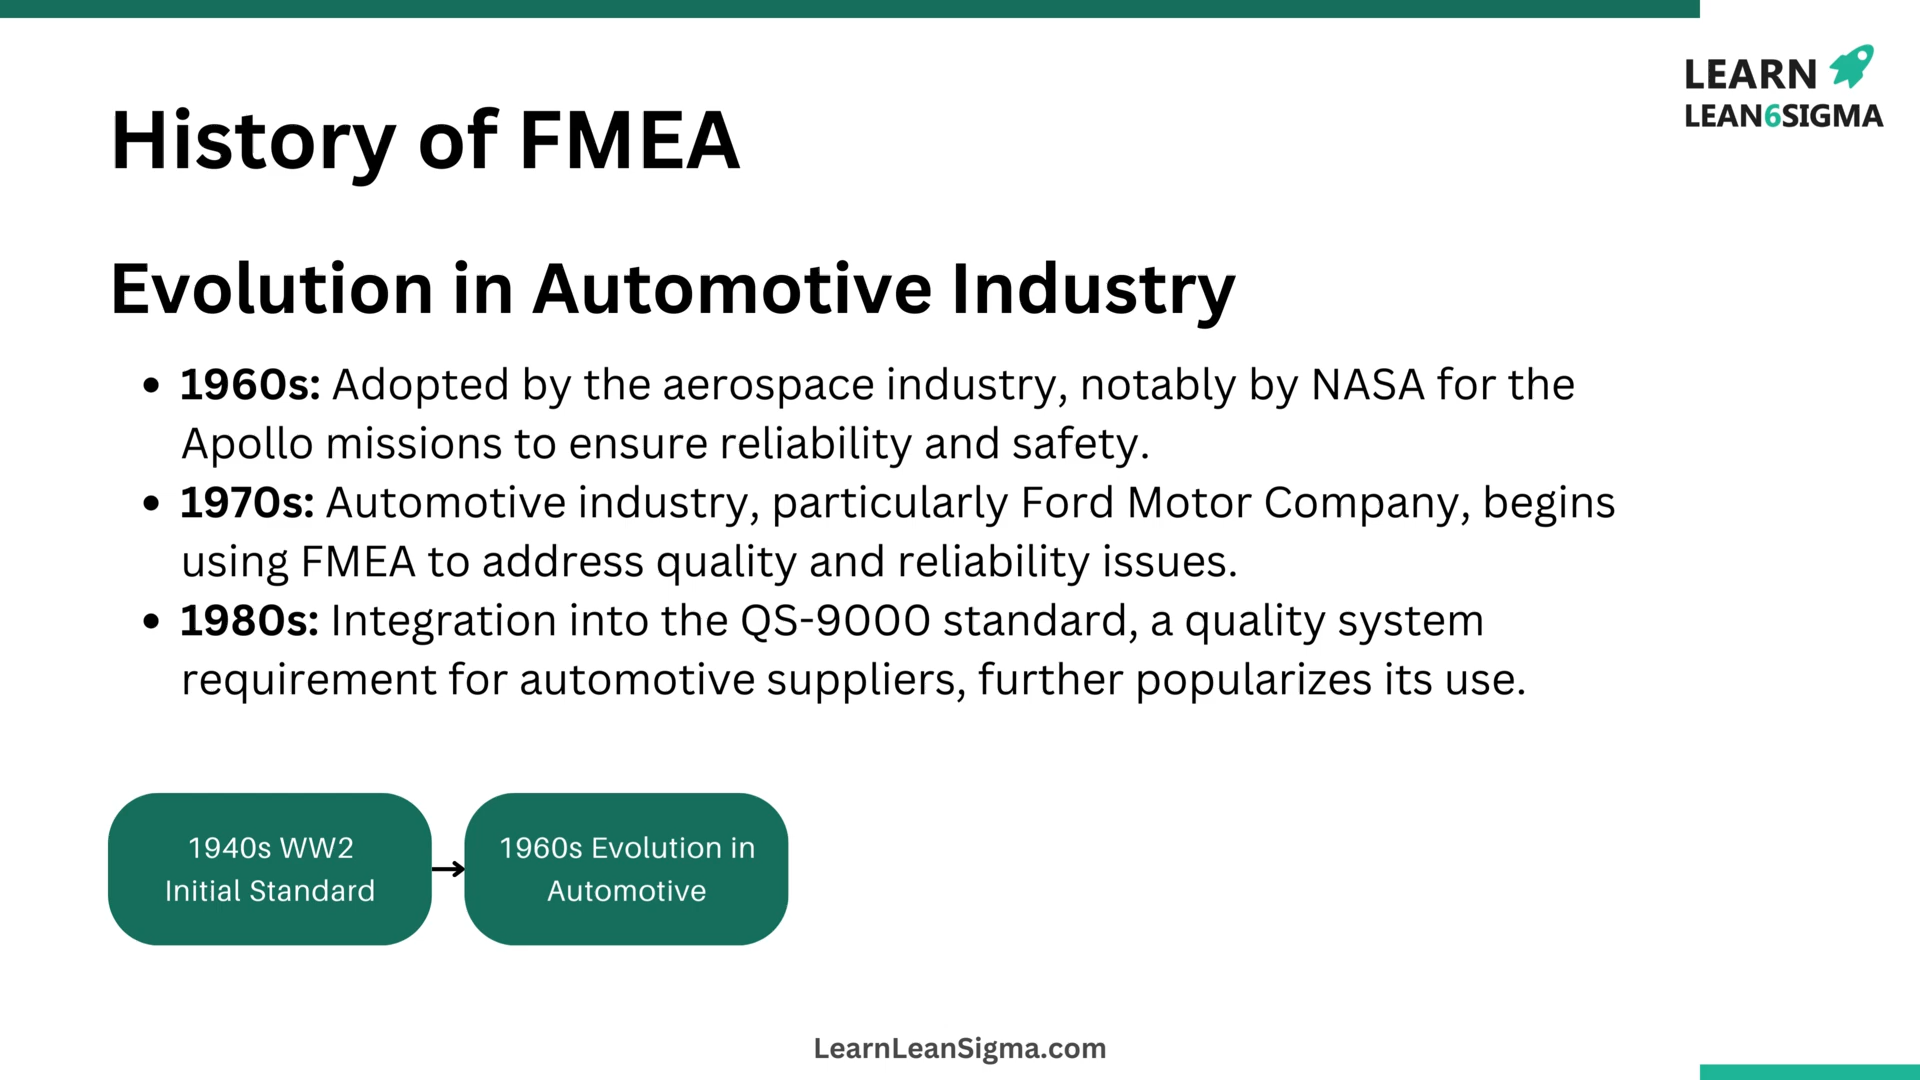 LEARN
LEAN6SIGMA
History of FMEA
Evolution in Automotive Industry
• 1960s: Adopted by the aerospace industry, notably by NASA for the
Apollo missions to ensure reliability and safety.
• 1970s: Automotive industry, particularly Ford Motor Company, begins
using FMEA to address quality and reliability issues.
• 1980s: Integration into the QS-9000 standard, a quality system
requirement for automotive suppliers, further popularizes its use.
1940s WW2
Initial Standard
1960s Evolution in
Automotive
LearnLeanSigma.com